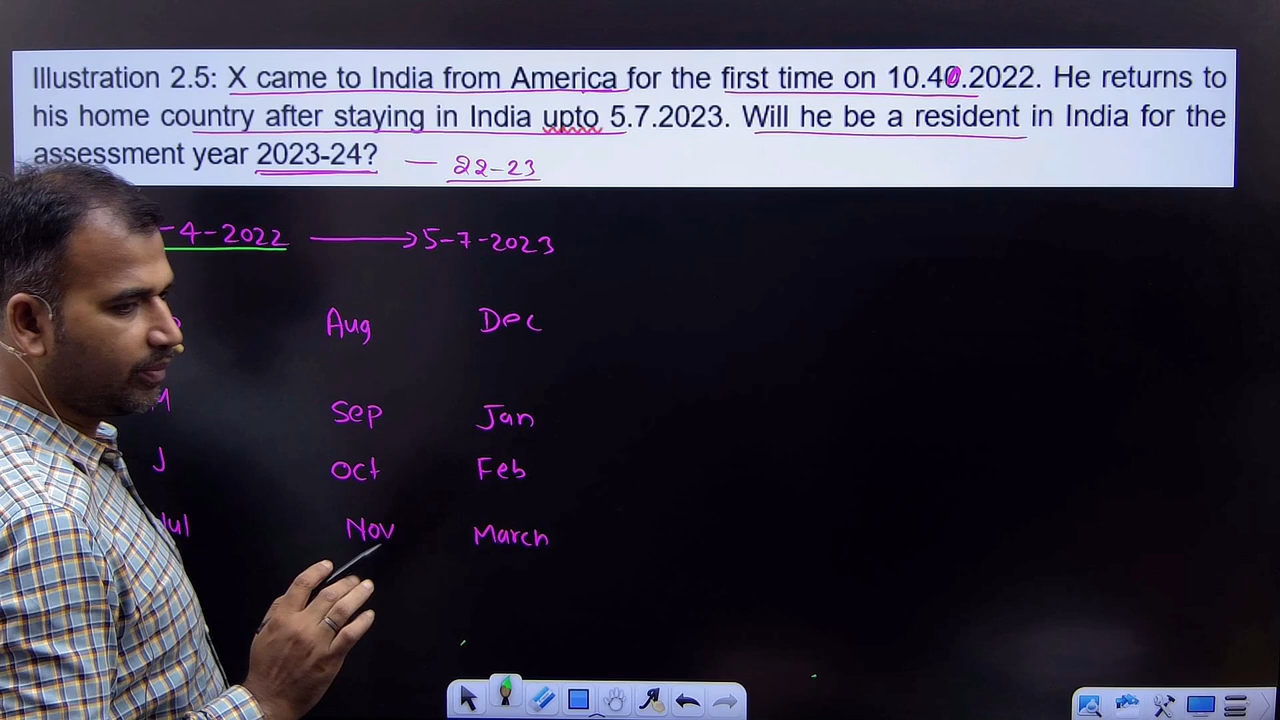 Illustration 2.5: X came to India from America for the first time on 10.4.2022. He returns to
his home country after staying in India upto 5.7.2023. Will he be a resident in India for the
assessment year 2023-24? — 22-23
-4-2022 → 5-7-2023
Aug Dec
M Sep Jan
J Oct Feb
Jul Nov March